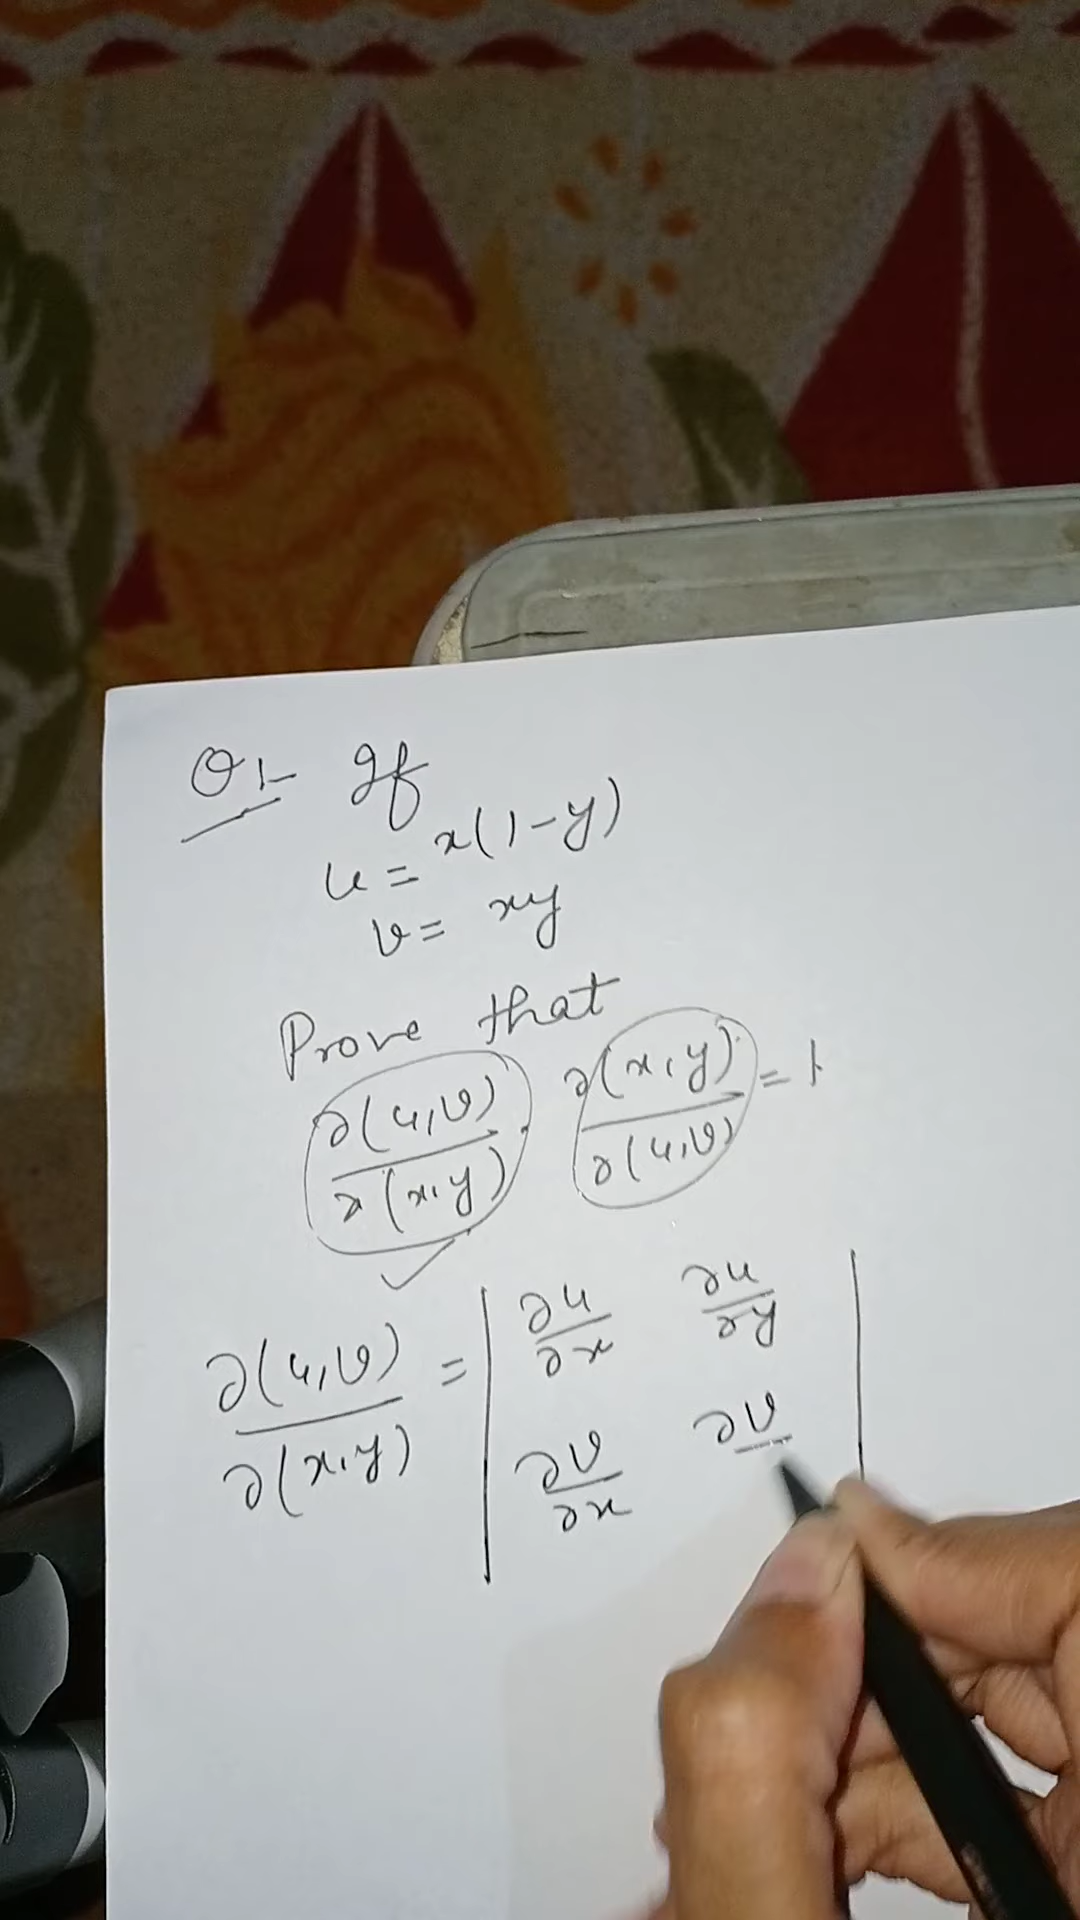 Q1- If
u = x(1-y)
v = xy
Prove that
∂(u,v)/∂(x,y) · ∂(x,y)/∂(u,v) = 1
∂(u,v)/∂(x,y) = | ∂u/∂x ∂u/∂y |
| ∂v/∂x ∂v |